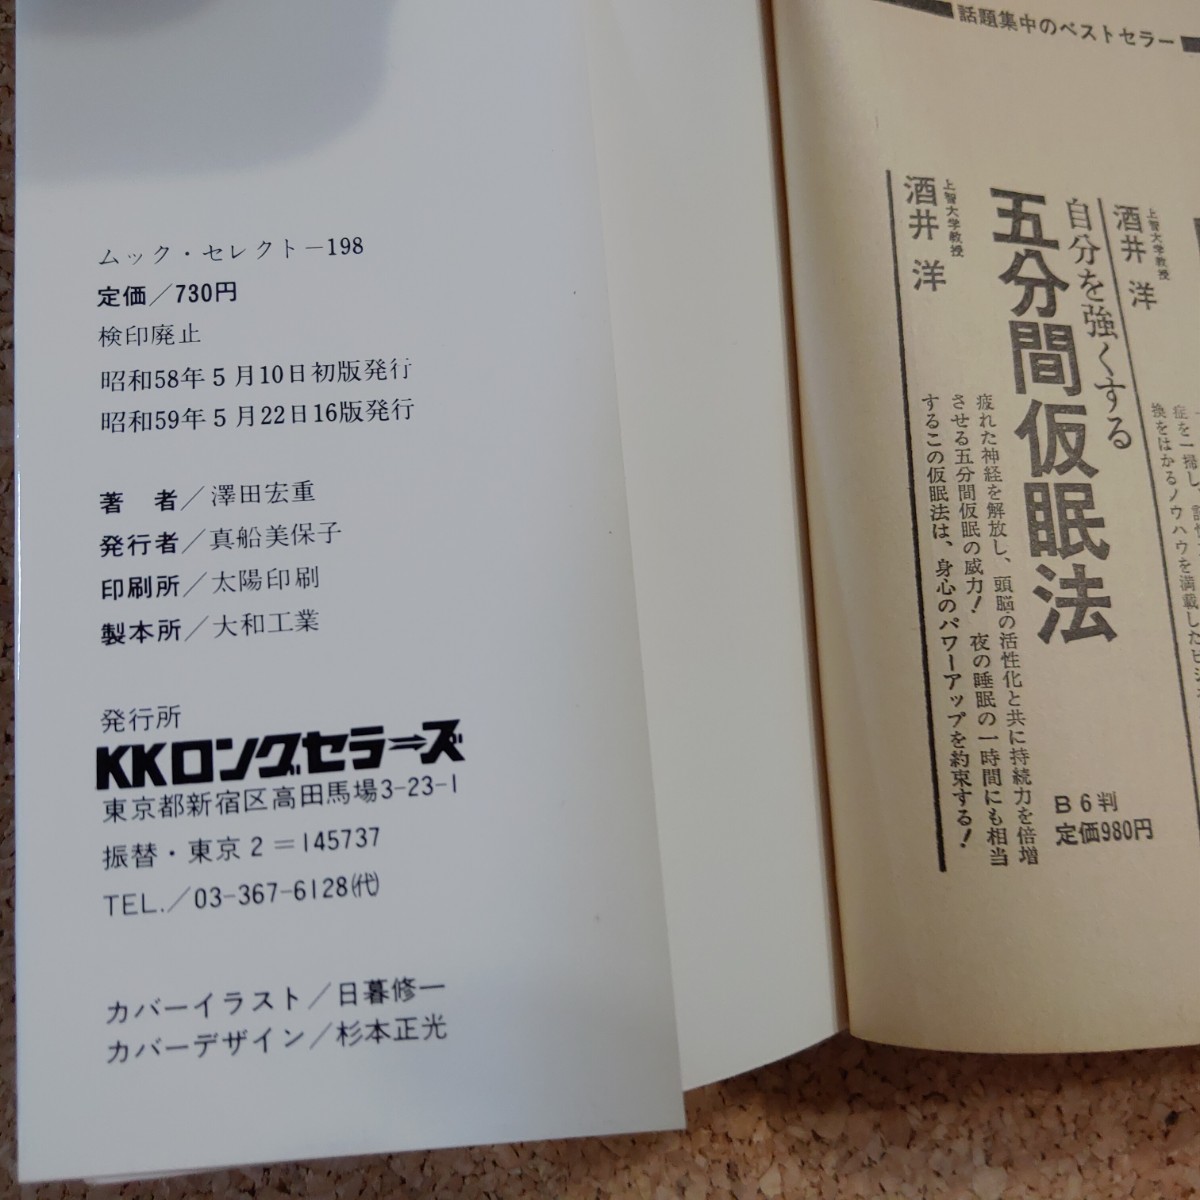 ムック・セレクト－198
定価／730円
検印廃止
昭和58年5月10日初版発行
昭和59年5月22日16版発行
著　者／澤田宏重
発行者／真船美保子
印刷所／太陽印刷
製本所／大和工業
発行所
KKロングセラーズ
東京都新宿区高田馬場3-23-1
振替・東京2＝145737
TEL.／03-367-6128㈹
カバーイラスト／日暮修一
カバーデザイン／杉本正光
話題集中のベストセラー
上智大学教授
酒井 洋
症を一掃し、
換をはかるノウハウを満載した
自分を強くする
五分間仮眠法
上智大学教授
酒井 洋
疲れた神経を解放し、頭脳の活性化と共に持続力を倍増
させる五分間仮眠の威力！ 夜の睡眠の一時間にも相当
するこの仮眠法は、身心のパワーアップを約束する！
B6判
定価980円